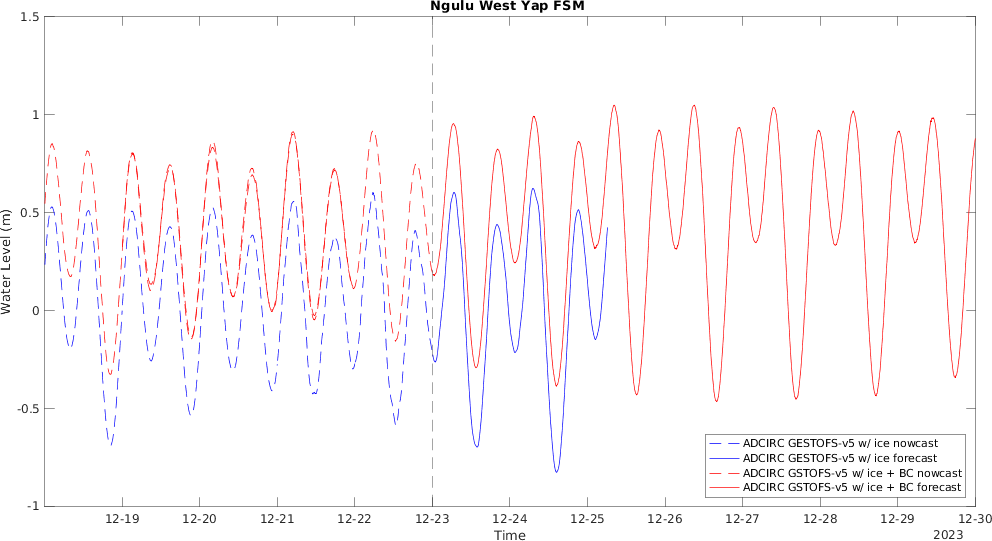 Ngulu West Yap FSM
1.5
1
0.5
0
-0.5
-1
Water Level (m)
ADCIRC GESTOFS-v5 w/ ice nowcast
ADCIRC GESTOFS-v5 w/ ice forecast
ADCIRC GSTOFS-v5 w/ ice + BC nowcast
ADCIRC GSTOFS-v5 w/ ice + BC forecast
12-19 12-20 12-21 12-22 12-23 12-24 12-25 12-26 12-27 12-28 12-29 12-30
Time
2023